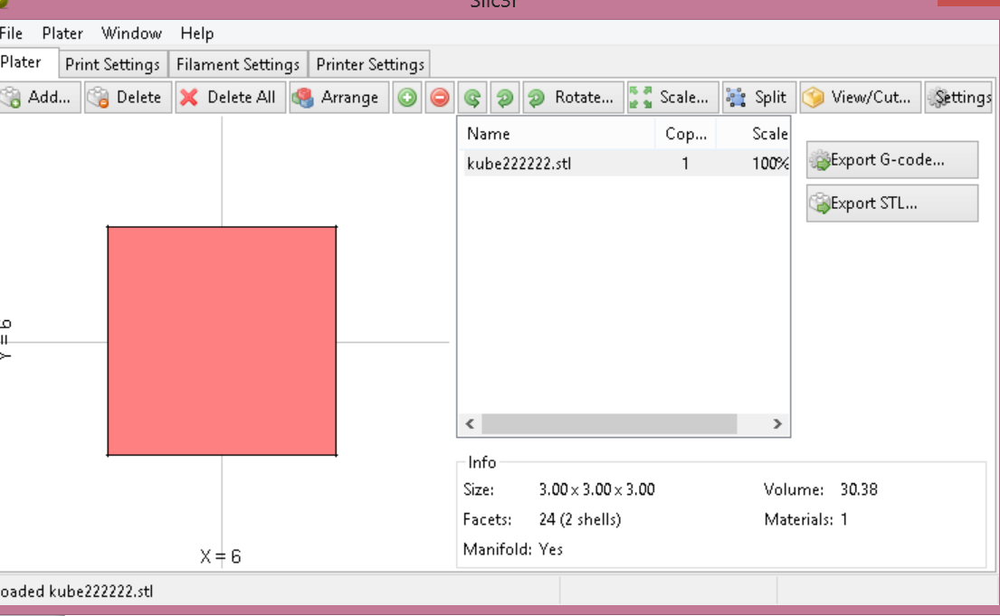 Slic3r
File Plater Window Help
Plater Print Settings Filament Settings Printer Settings
Add... Delete Delete All Arrange Rotate... Scale... Split View/Cut... Settings
Name Cop... Scale
kube222222.stl 1 100%
Export G-code...
Export STL...
Y = 6
X = 6
Info
Size: 3.00 x 3.00 x 3.00 Volume: 30.38
Facets: 24 (2 shells) Materials: 1
Manifold: Yes
oaded kube222222.stl